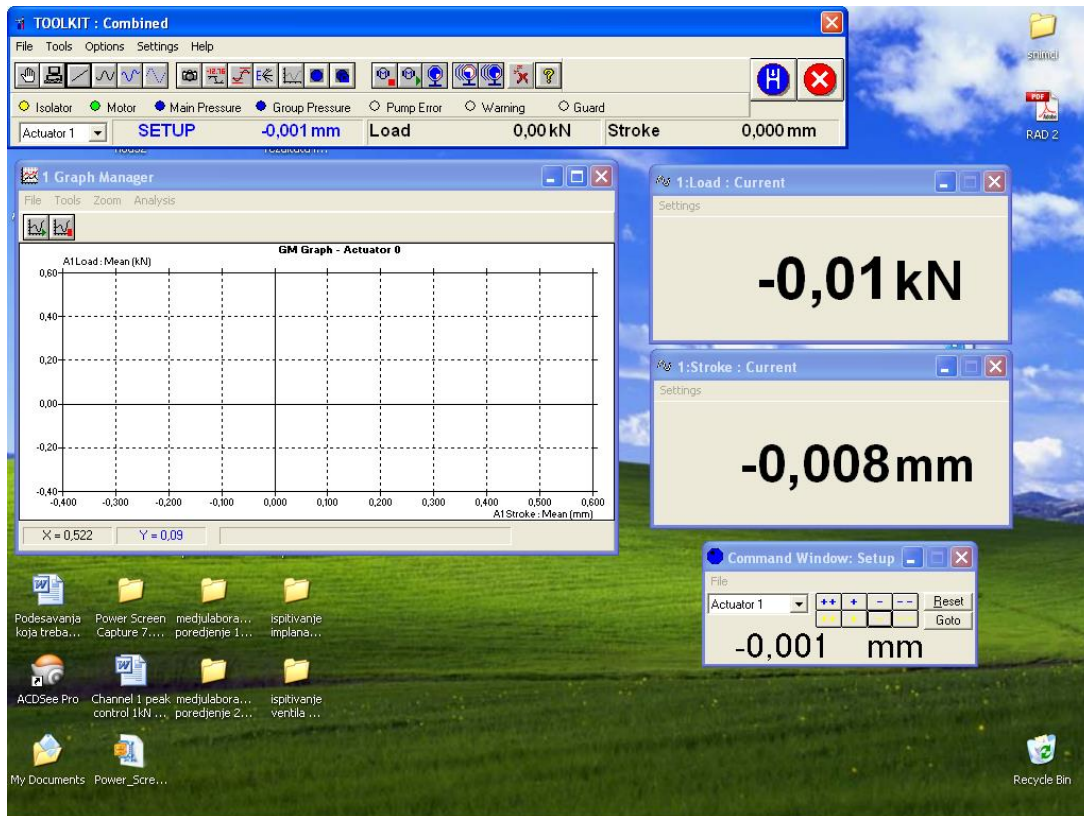 TOOLKIT : Combined
File Tools Options Settings Help
Isolator Motor Main Pressure Group Pressure Pump Error Warning Guard
Actuator 1 SETUP -0,001 mm Load 0,00 kN Stroke 0,000 mm
1 Graph Manager
File Tools Zoom Analysis
GM Graph - Actuator 0
A1Load : Mean (kN)
0,60
0,40
0,20
0,00
-0,20
-0,40
-0,400 -0,300 -0,200 -0,100 0,000 0,100 0,200 0,300 0,400 0,500 0,600
A1Stroke : Mean (mm)
X = 0,522 Y = 0,09
1:Load : Current
Settings
-0,01 kN
1:Stroke : Current
Settings
-0,008 mm
Command Window: Setup
File
Actuator 1 ++ + - -- Reset
Goto
-0,001 mm
PDF
RAD 2
Podesavanja
koja treba...
Power Screen
Capture 7....
medjulabora...
poredjenje 1...
ispitivanje
implana...
ACDSee Pro
Channel 1 peak
control 1kN ...
medjulabora...
poredjenje 2...
ispitivanje
ventila ...
My Documents
Power_Scre...
Recycle Bin